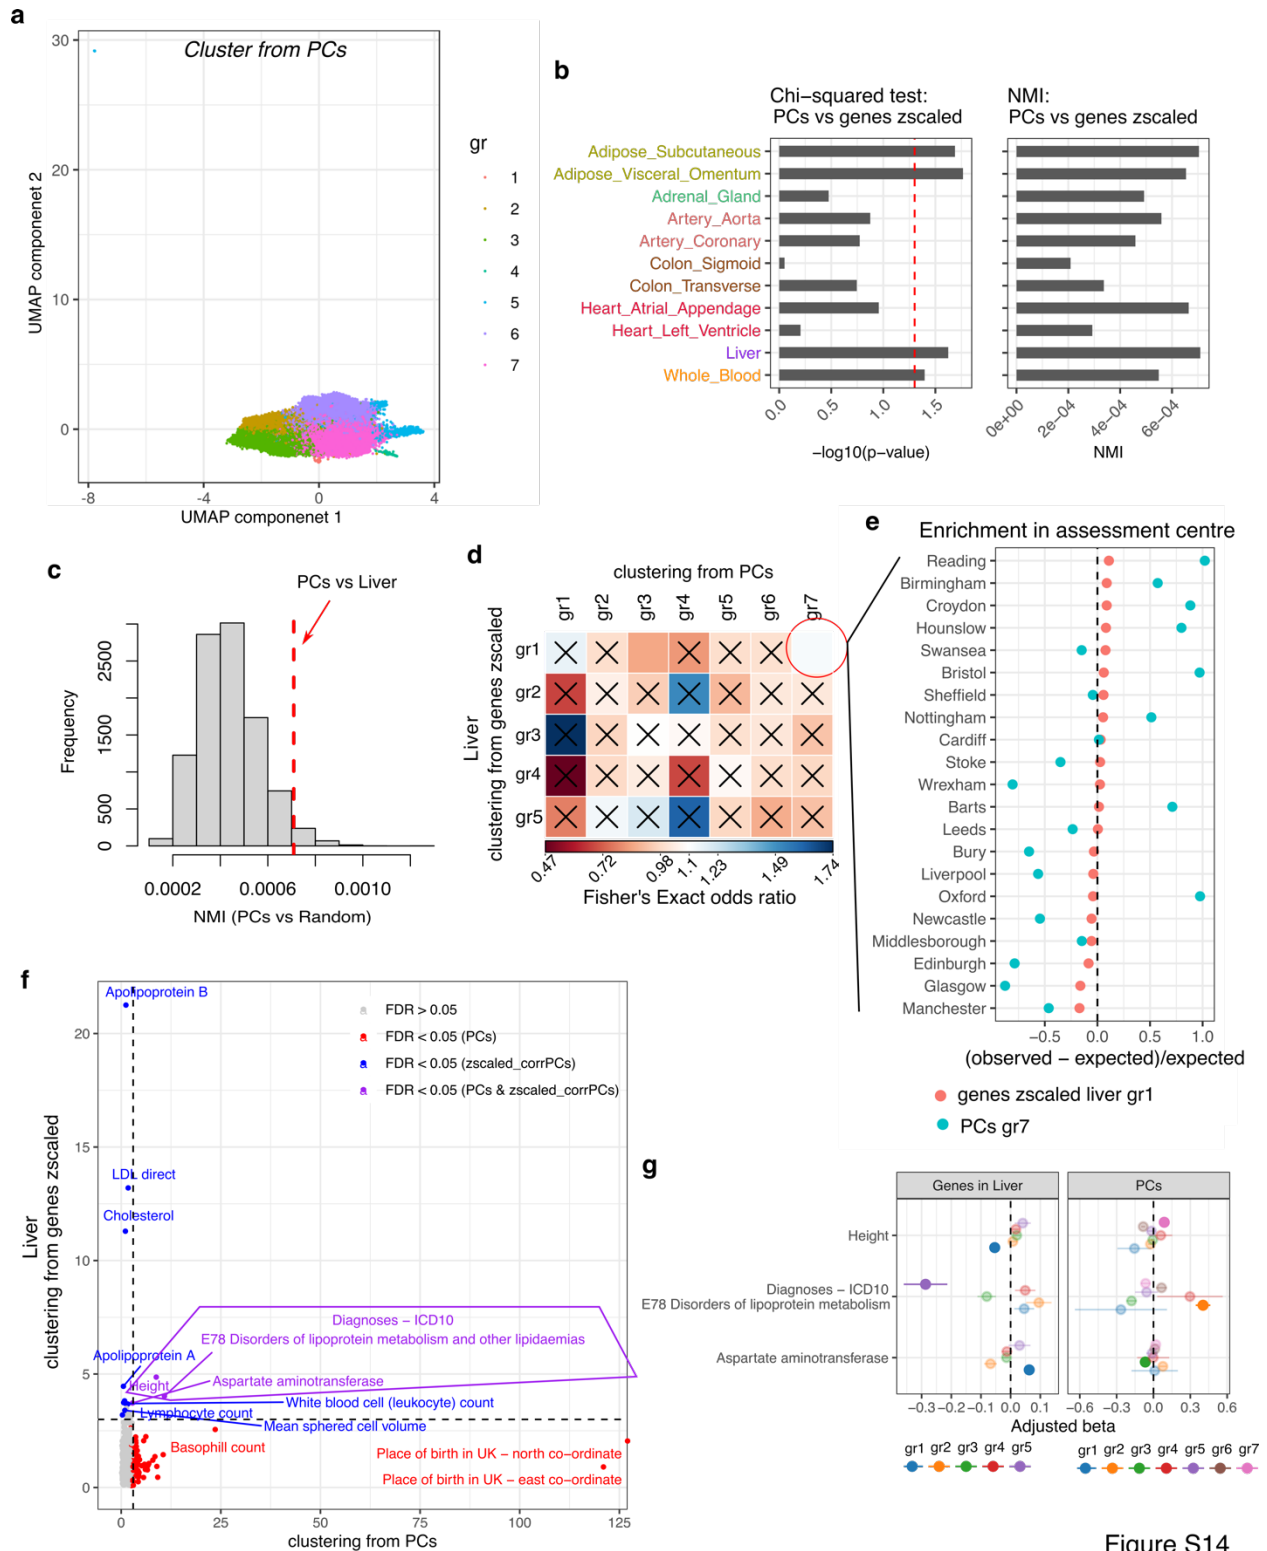 a
Cluster from PCs
30
20
10
0
-8
-4
0
4
UMAP componenet 2
UMAP componenet 1
gr
1
2
3
4
5
6
7
b
Chi−squared test:
PCs vs genes zscaled
NMI:
PCs vs genes zscaled
Adipose_Subcutaneous
Adipose_Visceral_Omentum
Adrenal_Gland
Artery_Aorta
Artery_Coronary
Colon_Sigmoid
Colon_Transverse
Heart_Atrial_Appendage
Heart_Left_Ventricle
Liver
Whole_Blood
0.0
0.5
1.0
1.5
−log10(p−value)
0e+00
2e−04
4e−04
6e−04
NMI
c
PCs vs Liver
Frequency
2500
1500
500
0
0.0002
0.0006
0.0010
NMI (PCs vs Random)
d
clustering from PCs
gr1
gr2
gr3
gr4
gr5
gr6
gr7
Liver
clustering from genes zscaled
gr1
gr2
gr3
gr4
gr5
0.47
0.72
0.98
1.1
1.23
1.49
1.74
Fisher's Exact odds ratio
e
Enrichment in assessment centre
Reading
Birmingham
Croydon
Hounslow
Swansea
Bristol
Sheffield
Nottingham
Cardiff
Stoke
Wrexham
Barts
Leeds
Bury
Liverpool
Oxford
Newcastle
Middlesborough
Edinburgh
Glasgow
Manchester
−0.5
0.0
0.5
1.0
(observed − expected)/expected
genes zscaled liver gr1
PCs gr7
f
Liver
clustering from genes zscaled
20
15
10
5
0
Apolipoprotein B
FDR > 0.05
FDR < 0.05 (PCs)
FDR < 0.05 (zscaled_corrPCs)
FDR < 0.05 (PCs & zscaled_corrPCs)
LDL direct
Cholesterol
Diagnoses − ICD10
E78 Disorders of lipoprotein metabolism and other lipidaemias
Apolipoprotein A
Height
Aspartate aminotransferase
White blood cell (leukocyte) count
Lymphocyte count
Mean sphered cell volume
Basophill count
Place of birth in UK − north co−ordinate
Place of birth in UK − east co−ordinate
0
25
50
75
100
125
clustering from PCs
g
Genes in Liver
PCs
Height
Diagnoses − ICD10
E78 Disorders of lipoprotein metabolism
Aspartate aminotransferase
−0.3
−0.2
−0.1
0.0
0.1
−0.6
−0.3
0.0
0.3
0.6
Adjusted beta
gr1 gr2 gr3 gr4 gr5
gr1 gr2 gr3 gr4 gr5 gr6 gr7
Figure S14